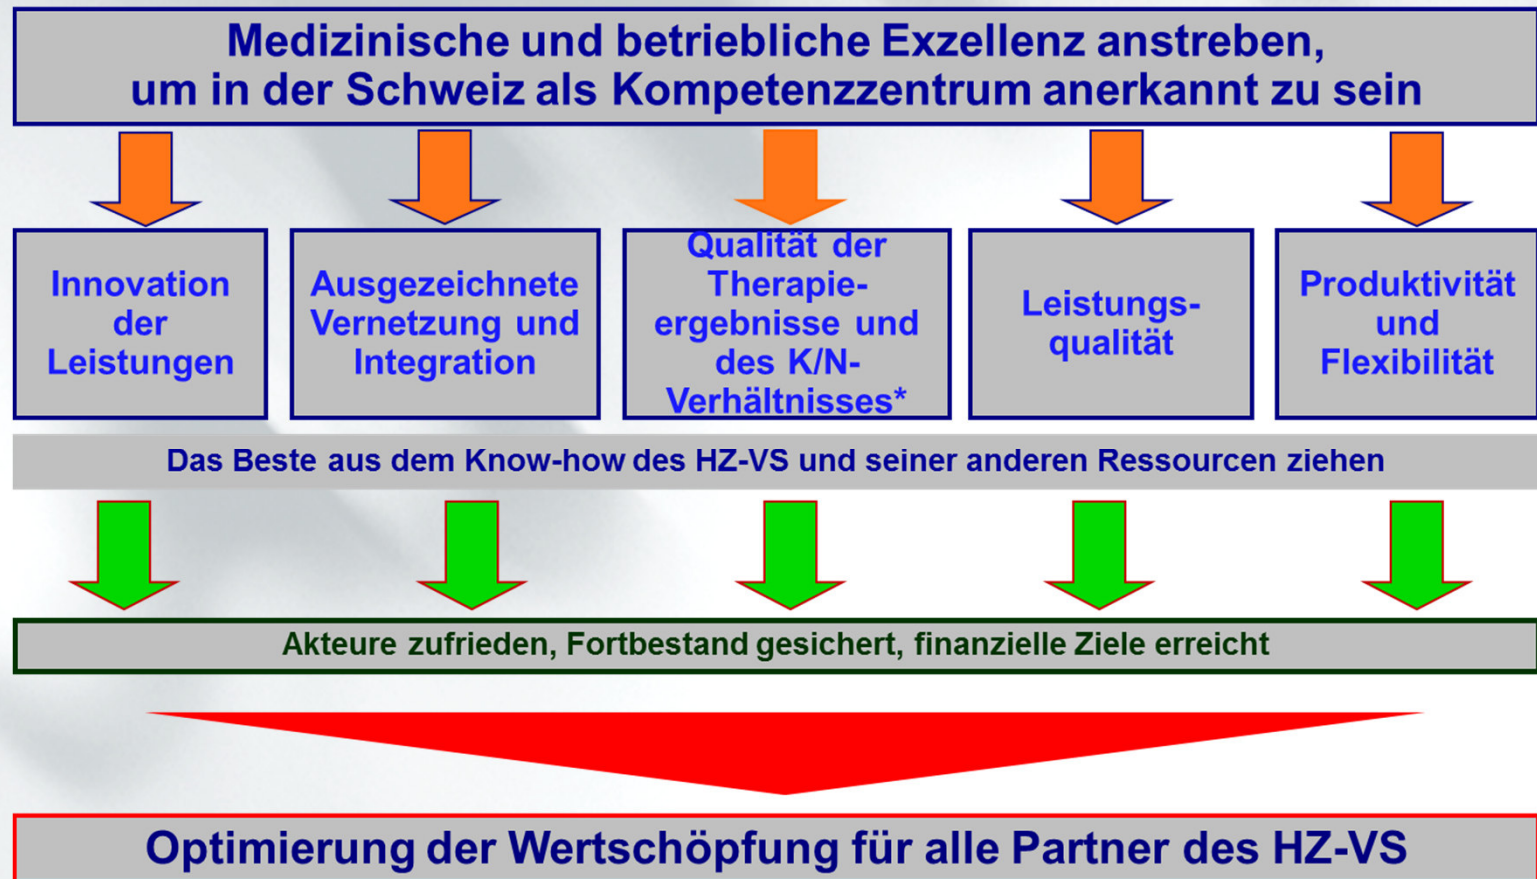 Medizinische und betriebliche Exzellenz anstreben,
um in der Schweiz als Kompetenzzentrum anerkannt zu sein
Innovation
der
Leistungen
Ausgezeichnete
Vernetzung und
Integration
Qualität der
Therapie-
ergebnisse und
des K/N-
Verhältnisses*
Leistungs-
qualität
Produktivität
und
Flexibilität
Das Beste aus dem Know-how des HZ-VS und seiner anderen Ressourcen ziehen
Akteure zufrieden, Fortbestand gesichert, finanzielle Ziele erreicht
Optimierung der Wertschöpfung für alle Partner des HZ-VS